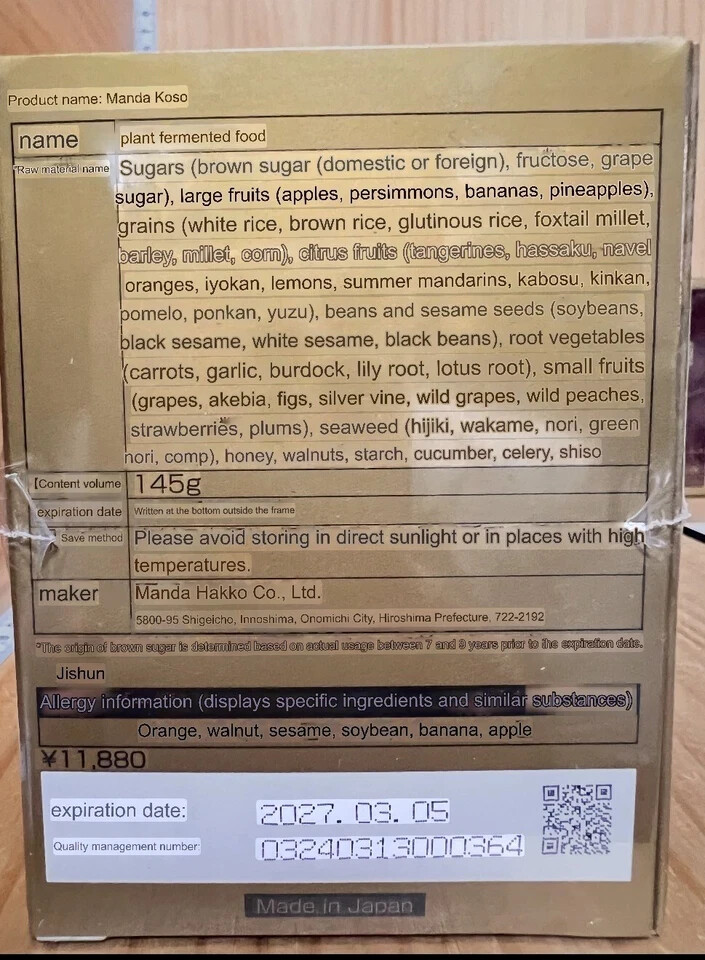 Product name: Manda Koso
name
plant fermented food
*Raw material name
Sugars (brown sugar (domestic or foreign), fructose, grape
sugar), large fruits (apples, persimmons, bananas, pineapples),
grains (white rice, brown rice, glutinous rice, foxtail millet,
barley, millet, corn), citrus fruits (tangerines, hassaku, navel
oranges, iyokan, lemons, summer mandarins, kabosu, kinkan,
pomelo, ponkan, yuzu), beans and sesame seeds (soybeans,
black sesame, white sesame, black beans), root vegetables
(carrots, garlic, burdock, lily root, lotus root), small fruits
(grapes, akebia, figs, silver vine, wild grapes, wild peaches,
strawberries, plums), seaweed (hijiki, wakame, nori, green
nori, comp), honey, walnuts, starch, cucumber, celery, shiso
[Content volume
145g
expiration date
Written at the bottom outside the frame
Save method
Please avoid storing in direct sunlight or in places with high
temperatures.
maker
Manda Hakko Co., Ltd.
5800-95 Shigeicho, Innoshima, Onomichi City, Hiroshima Prefecture, 722-2192
*The origin of brown sugar is determined based on actual usage between 7 and 9 years prior to the expiration date.
Jishun
Allergy information (displays specific ingredients and similar substances)
Orange, walnut, sesame, soybean, banana, apple
¥11,880
expiration date:
2027. 03. 05
Quality management number:
03240313000364
Made in Japan